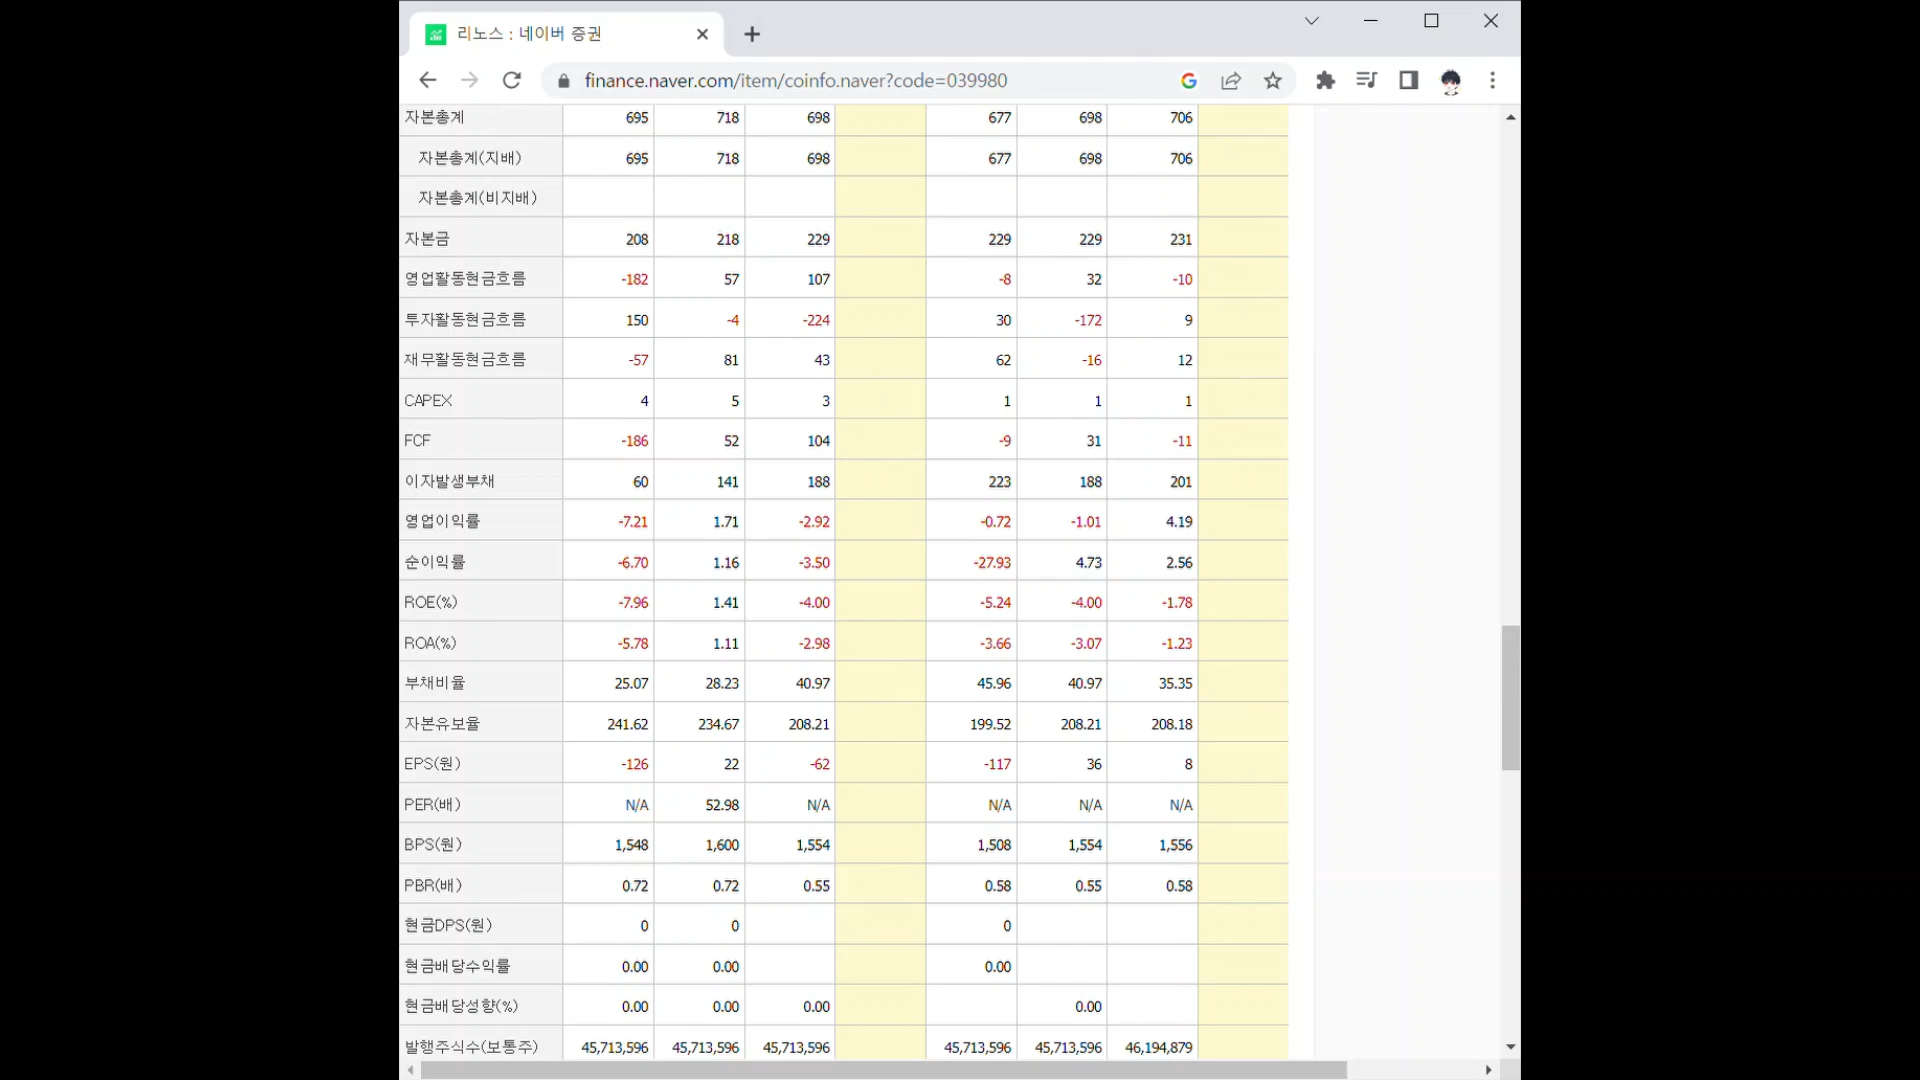 리노스 : 네이버 증권
finance.naver.com/item/coinfo.naver?code=039980
자본총계 695 718 698 677 698 706
자본총계(지배) 695 718 698 677 698 706
자본총계(비지배)
자본금 208 218 229 229 229 231
영업활동현금흐름 -182 57 107 -8 32 -10
투자활동현금흐름 150 -4 -224 30 -172 9
재무활동현금흐름 -57 81 43 62 -16 12
CAPEX 4 5 3 1 1 1
FCF -186 52 104 -9 31 -11
이자발생부채 60 141 188 223 188 201
영업이익률 -7.21 1.71 -2.92 -0.72 -1.01 4.19
순이익률 -6.70 1.16 -3.50 -27.93 4.73 2.56
ROE(%) -7.96 1.41 -4.00 -5.24 -4.00 -1.78
ROA(%) -5.78 1.11 -2.98 -3.66 -3.07 -1.23
부채비율 25.07 28.23 40.97 45.96 40.97 35.35
자본유보율 241.62 234.67 208.21 199.52 208.21 208.18
EPS(원) -126 22 -62 -117 36 8
PER(배) N/A 52.98 N/A N/A N/A N/A
BPS(원) 1,548 1,600 1,554 1,508 1,554 1,556
PBR(배) 0.72 0.72 0.55 0.58 0.55 0.58
현금DPS(원) 0 0 0
현금배당수익률 0.00 0.00 0.00
현금배당성향(%) 0.00 0.00 0.00 0.00
발행주식수(보통주) 45,713,596 45,713,596 45,713,596 45,713,596 45,713,596 46,194,879